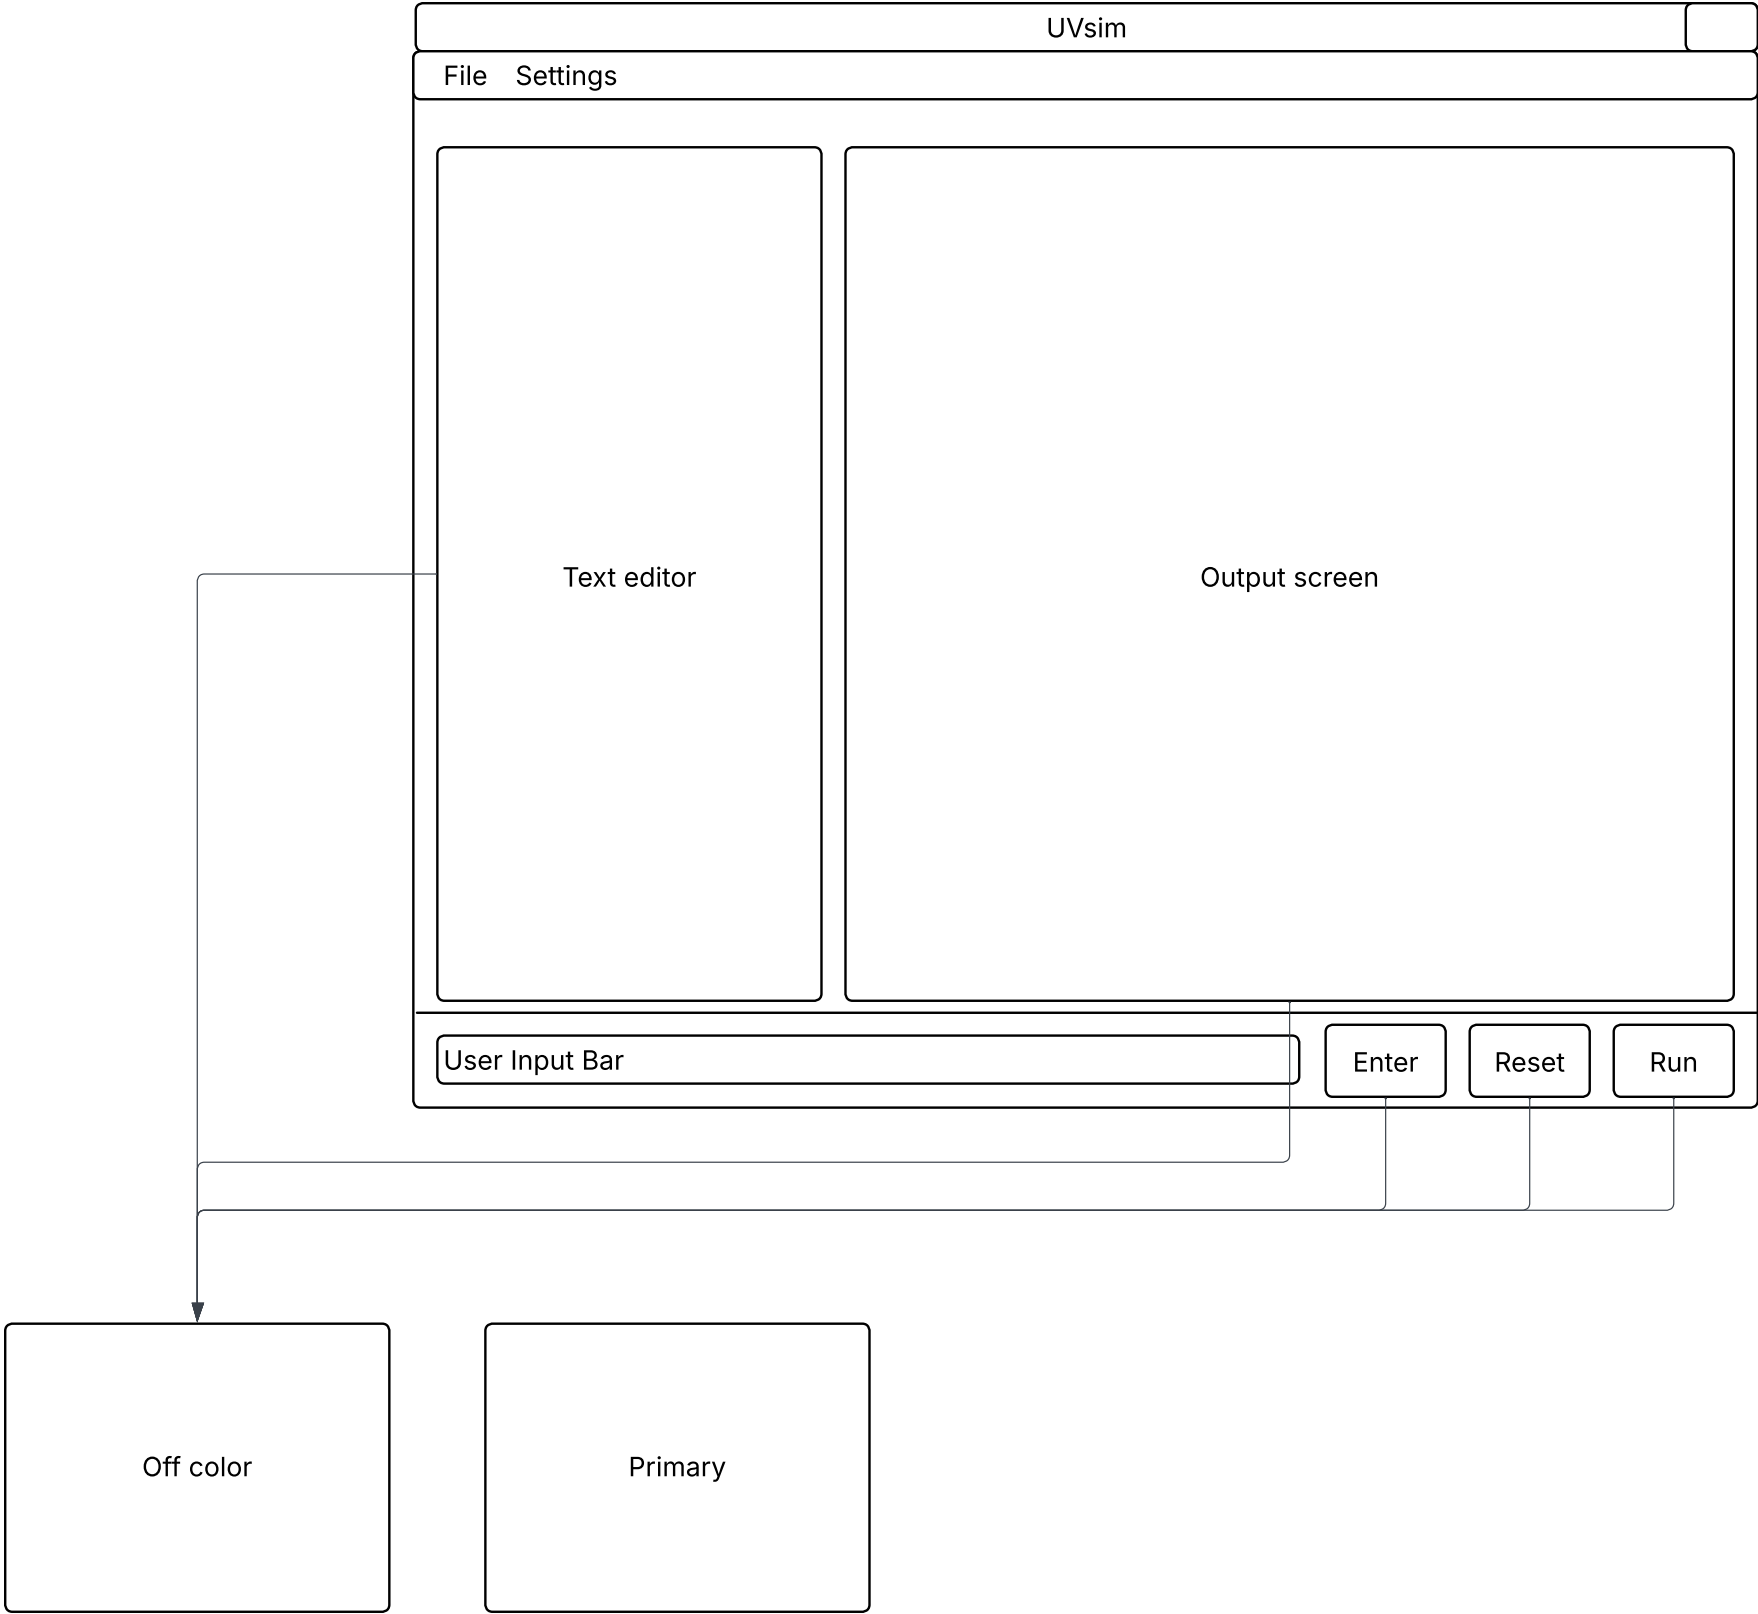 UVsim
File Settings
Text editor
Output screen
User Input Bar
Enter
Reset
Run
Off color
Primary